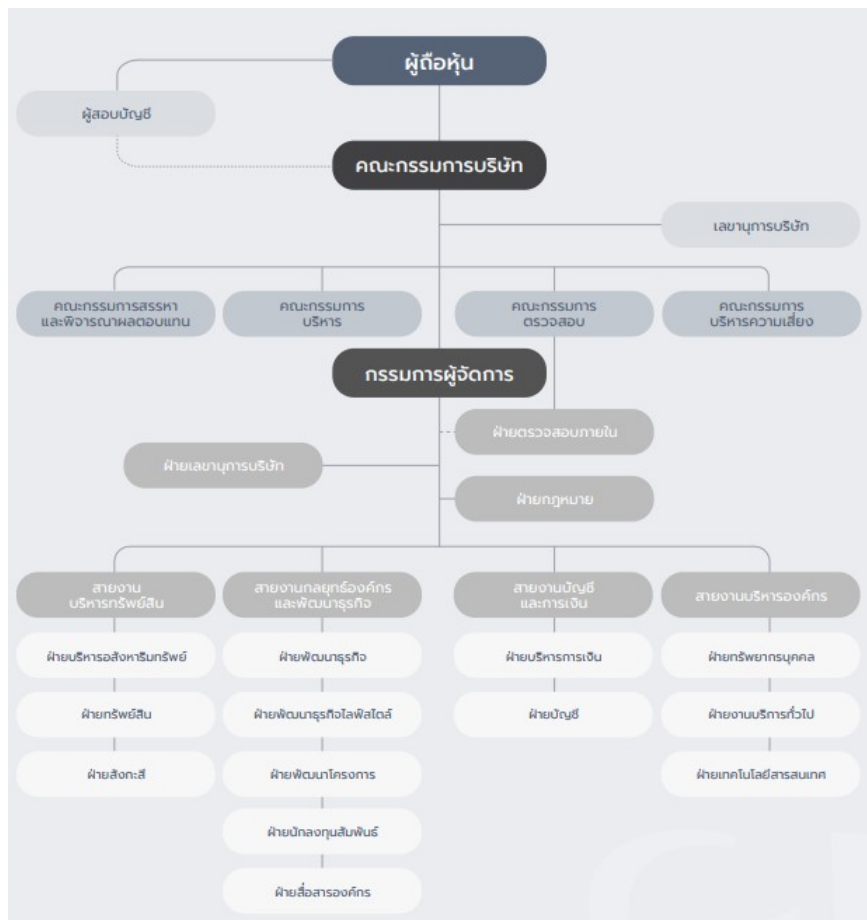 ผู้ถือหุ้น
ผู้สอบบัญชี
คณะกรรมการบริษัท
เลขานุการบริษัท
คณะกรรมการสรรหา
และพิจารณาผลตอบแทน
คณะกรรมการ
บริหาร
คณะกรรมการ
ตรวจสอบ
คณะกรรมการ
บริหารความเสี่ยง
กรรมการผู้จัดการ
ฝ่ายตรวจสอบภายใน
ฝ่ายเลขานุการบริษัท
ฝ่ายกฎหมาย
สายงาน
บริหารทรัพย์สิน
สายงานกลยุทธ์องค์กร
และพัฒนาธุรกิจ
สายงานบัญชี
และการเงิน
สายงานบริหารองค์กร
ฝ่ายบริหารอสังหาริมทรัพย์
ฝ่ายพัฒนาธุรกิจ
ฝ่ายบริหารการเงิน
ฝ่ายทรัพยากรบุคคล
ฝ่ายทรัพย์สิน
ฝ่ายพัฒนาธุรกิจไลฟ์สไตล์
ฝ่ายบัญชี
ฝ่ายงานบริการทั่วไป
ฝ่ายสังกะสี
ฝ่ายพัฒนาโครงการ
ฝ่ายเทคโนโลยีสารสนเทศ
ฝ่ายนักลงทุนสัมพันธ์
ฝ่ายสื่อสารองค์กร